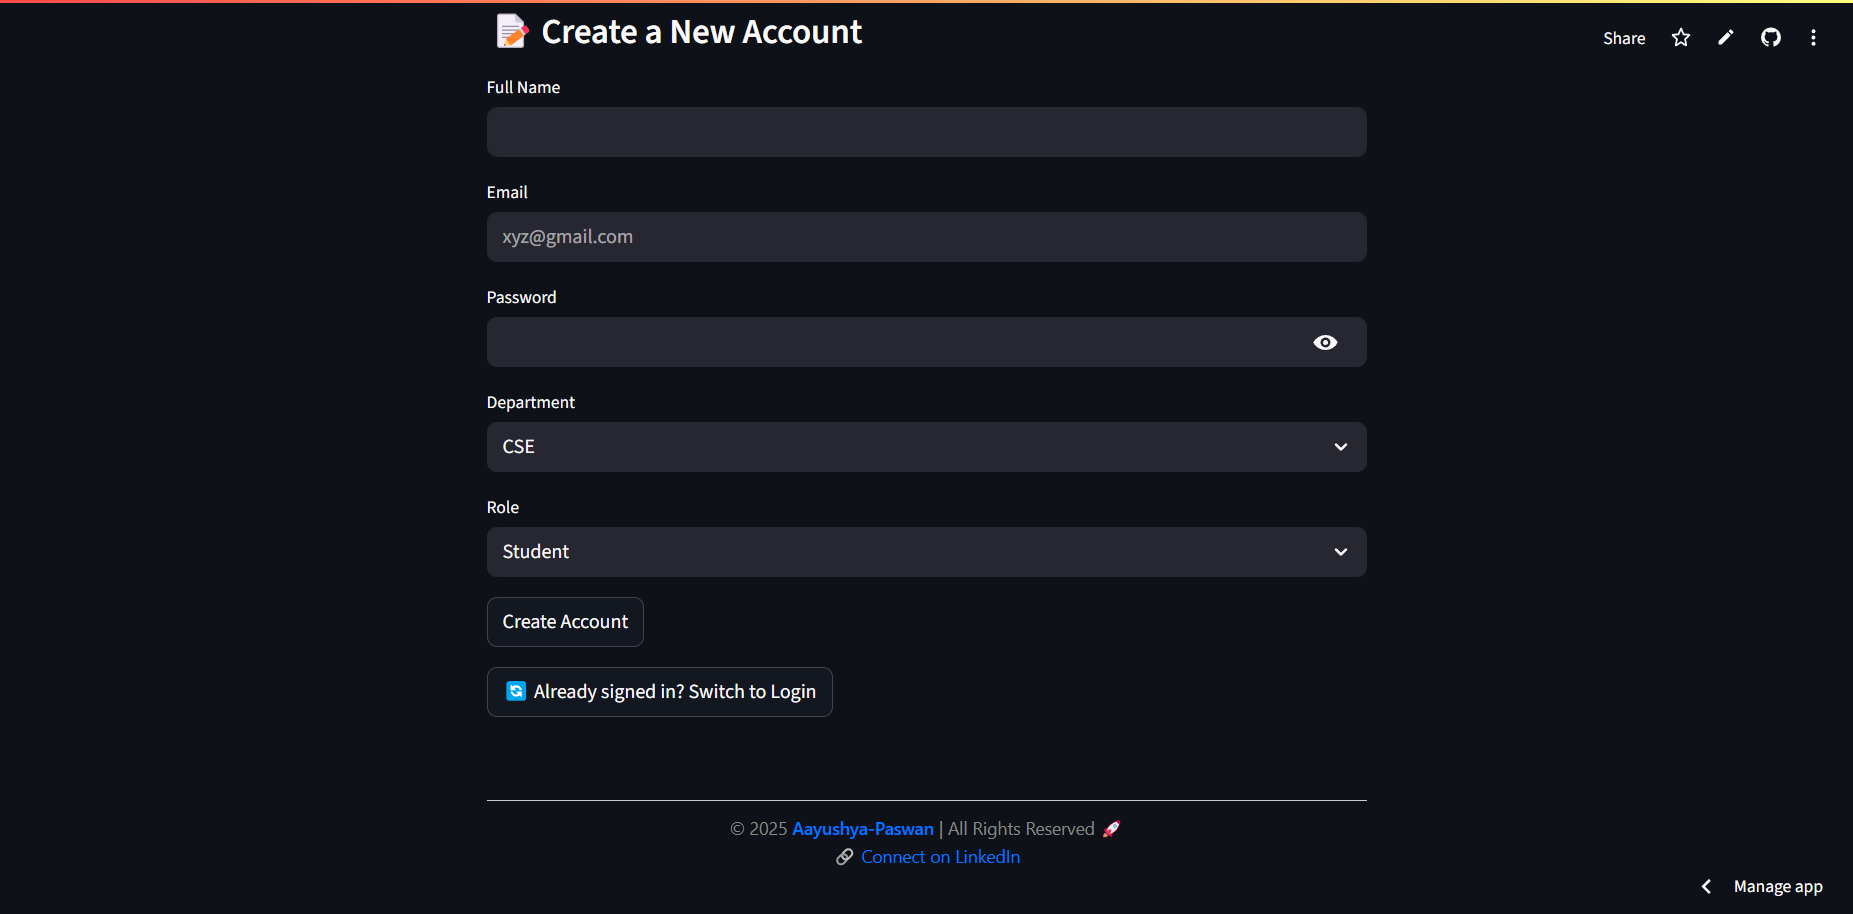 Create a New Account
Share
Full Name
Email
xyz@gmail.com
Password
Department
CSE
Role
Student
Create Account
Already signed in? Switch to Login
© 2025 Aayushya-Paswan | All Rights Reserved 🚀
🔗 Connect on LinkedIn
Manage app